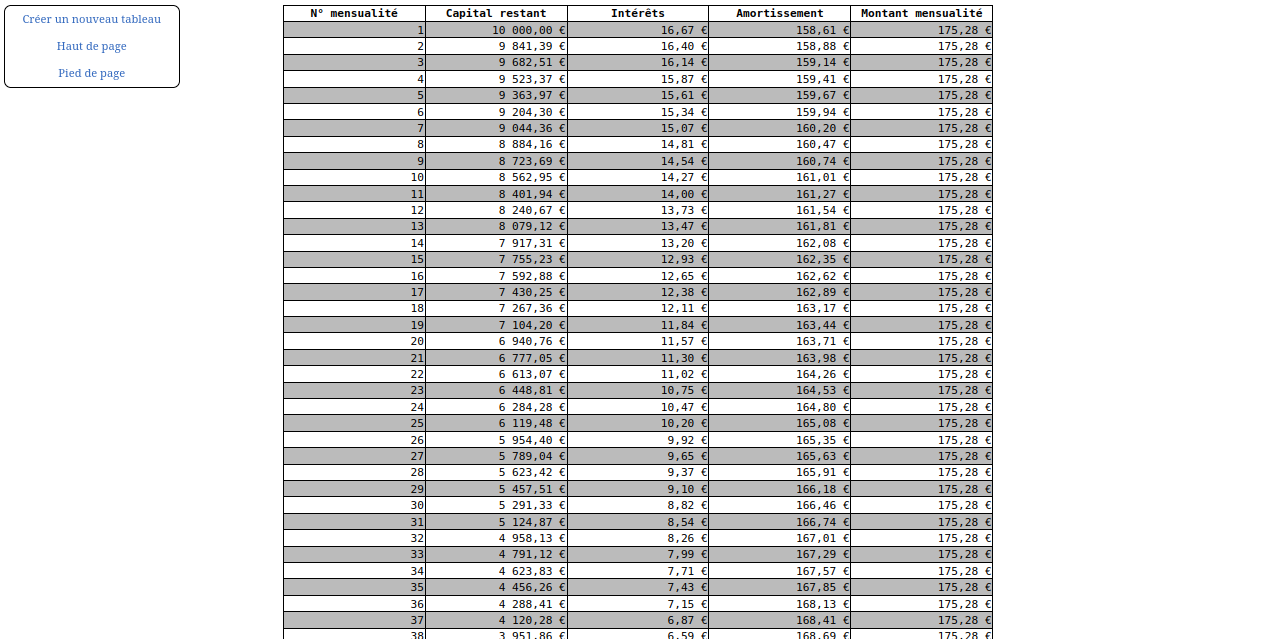 Créer un nouveau tableau
Haut de page
Pied de page
N° mensualité Capital restant Intérêts Amortissement Montant mensualité
1 10 000,00 € 16,67 € 158,61 € 175,28 €
2 9 841,39 € 16,40 € 158,88 € 175,28 €
3 9 682,51 € 16,14 € 159,14 € 175,28 €
4 9 523,37 € 15,87 € 159,41 € 175,28 €
5 9 363,97 € 15,61 € 159,67 € 175,28 €
6 9 204,30 € 15,34 € 159,94 € 175,28 €
7 9 044,36 € 15,07 € 160,20 € 175,28 €
8 8 884,16 € 14,81 € 160,47 € 175,28 €
9 8 723,69 € 14,54 € 160,74 € 175,28 €
10 8 562,95 € 14,27 € 161,01 € 175,28 €
11 8 401,94 € 14,00 € 161,27 € 175,28 €
12 8 240,67 € 13,73 € 161,54 € 175,28 €
13 8 079,12 € 13,47 € 161,81 € 175,28 €
14 7 917,31 € 13,20 € 162,08 € 175,28 €
15 7 755,23 € 12,93 € 162,35 € 175,28 €
16 7 592,88 € 12,65 € 162,62 € 175,28 €
17 7 430,25 € 12,38 € 162,89 € 175,28 €
18 7 267,36 € 12,11 € 163,17 € 175,28 €
19 7 104,20 € 11,84 € 163,44 € 175,28 €
20 6 940,76 € 11,57 € 163,71 € 175,28 €
21 6 777,05 € 11,30 € 163,98 € 175,28 €
22 6 613,07 € 11,02 € 164,26 € 175,28 €
23 6 448,81 € 10,75 € 164,53 € 175,28 €
24 6 284,28 € 10,47 € 164,80 € 175,28 €
25 6 119,48 € 10,20 € 165,08 € 175,28 €
26 5 954,40 € 9,92 € 165,35 € 175,28 €
27 5 789,04 € 9,65 € 165,63 € 175,28 €
28 5 623,42 € 9,37 € 165,91 € 175,28 €
29 5 457,51 € 9,10 € 166,18 € 175,28 €
30 5 291,33 € 8,82 € 166,46 € 175,28 €
31 5 124,87 € 8,54 € 166,74 € 175,28 €
32 4 958,13 € 8,26 € 167,01 € 175,28 €
33 4 791,12 € 7,99 € 167,29 € 175,28 €
34 4 623,83 € 7,71 € 167,57 € 175,28 €
35 4 456,26 € 7,43 € 167,85 € 175,28 €
36 4 288,41 € 7,15 € 168,13 € 175,28 €
37 4 120,28 € 6,87 € 168,41 € 175,28 €
38 3 951,86 € 6,59 € 168,69 € 175,28 €